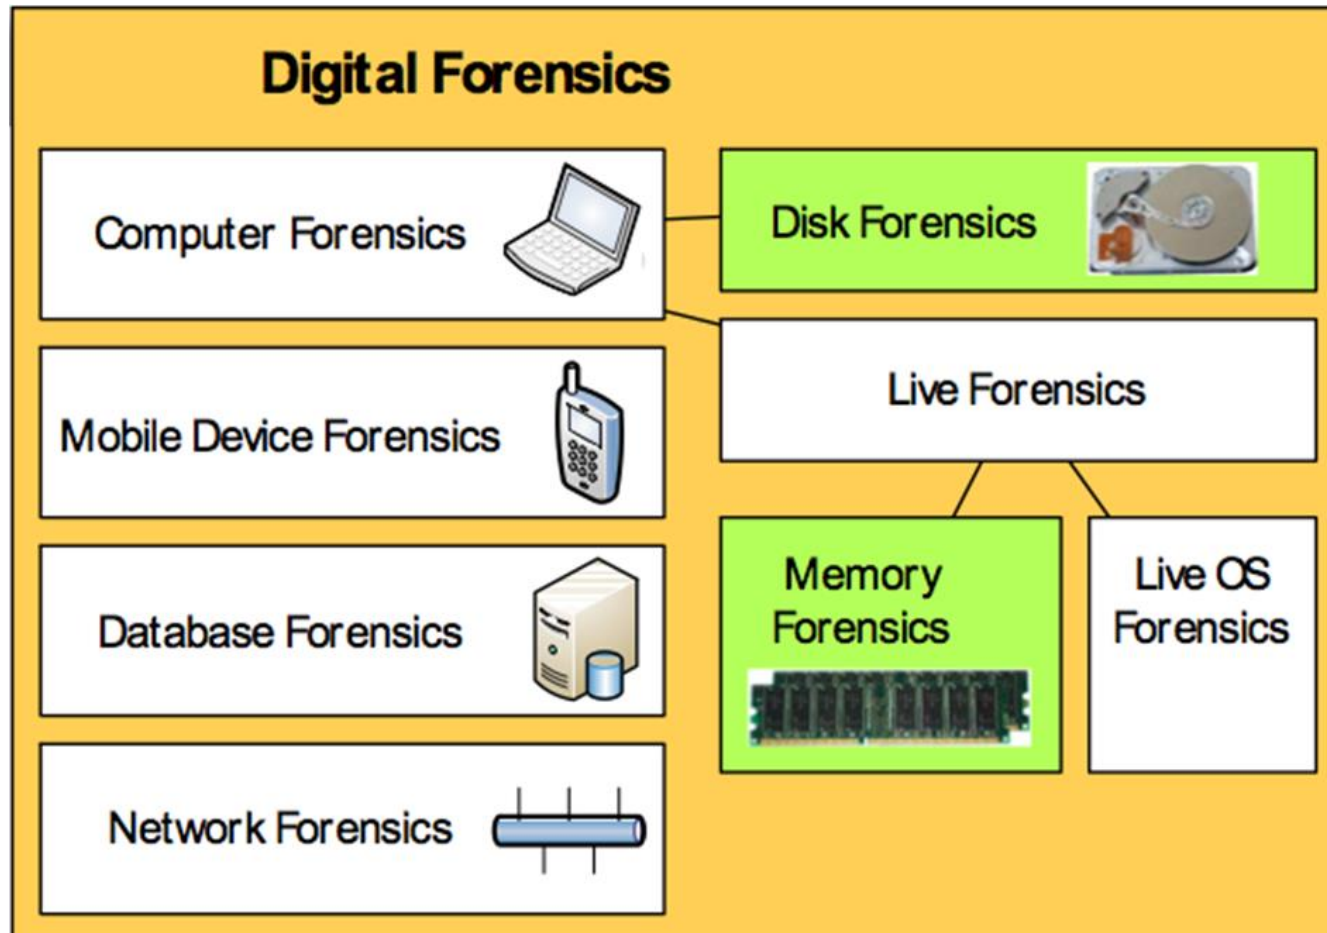 Digital Forensics
Computer Forensics
Disk Forensics
Live Forensics
Mobile Device Forensics
Memory
Forensics
Live OS
Forensics
Database Forensics
Network Forensics